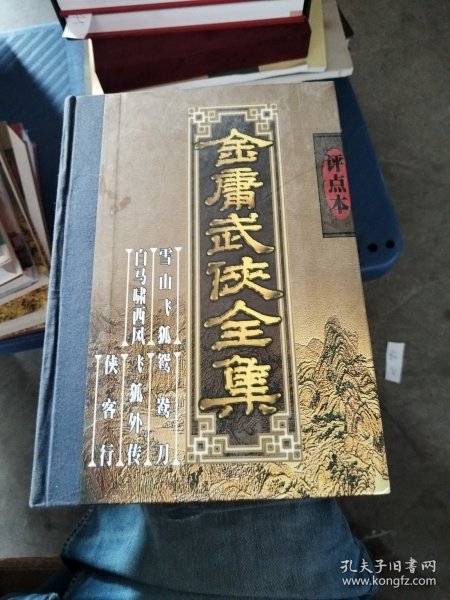 金庸武侠全集
评点本
雪山飞狐
鸳鸯刀
白马啸西风
飞狐外传
侠客行
孔夫子旧书网
www.kongfz.com